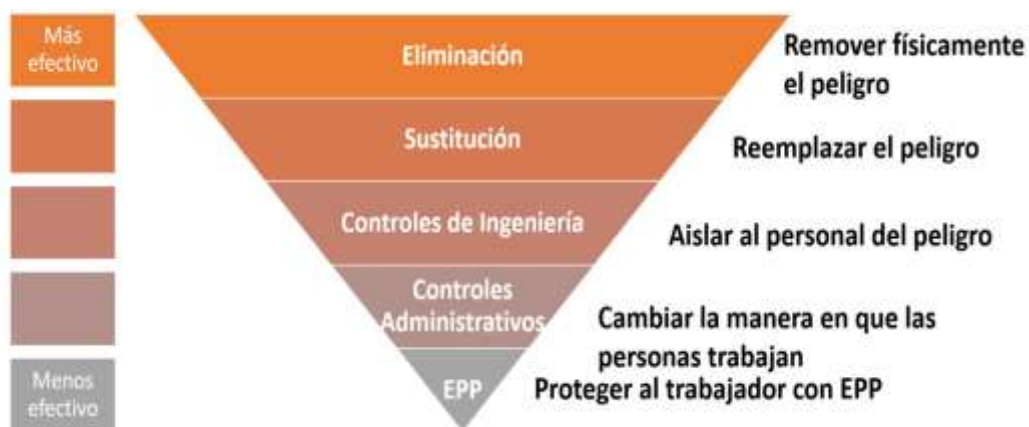 Más
efectivo
Eliminación
Remover físicamente
el peligro
Sustitución
Reemplazar el peligro
Controles de Ingeniería
Aislar al personal del peligro
Controles
Administrativos
Cambiar la manera en que las
personas trabajan
Menos
efectivo
EPP
Proteger al trabajador con EPP